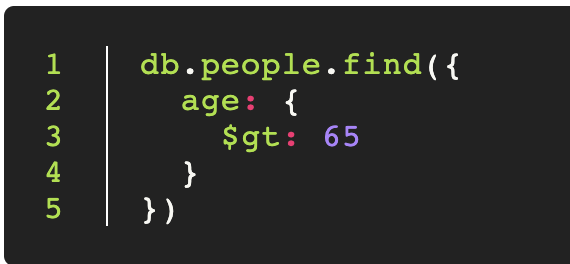 1 db.people.find({
2   age: {
3     $gt: 65
4   }
5 })